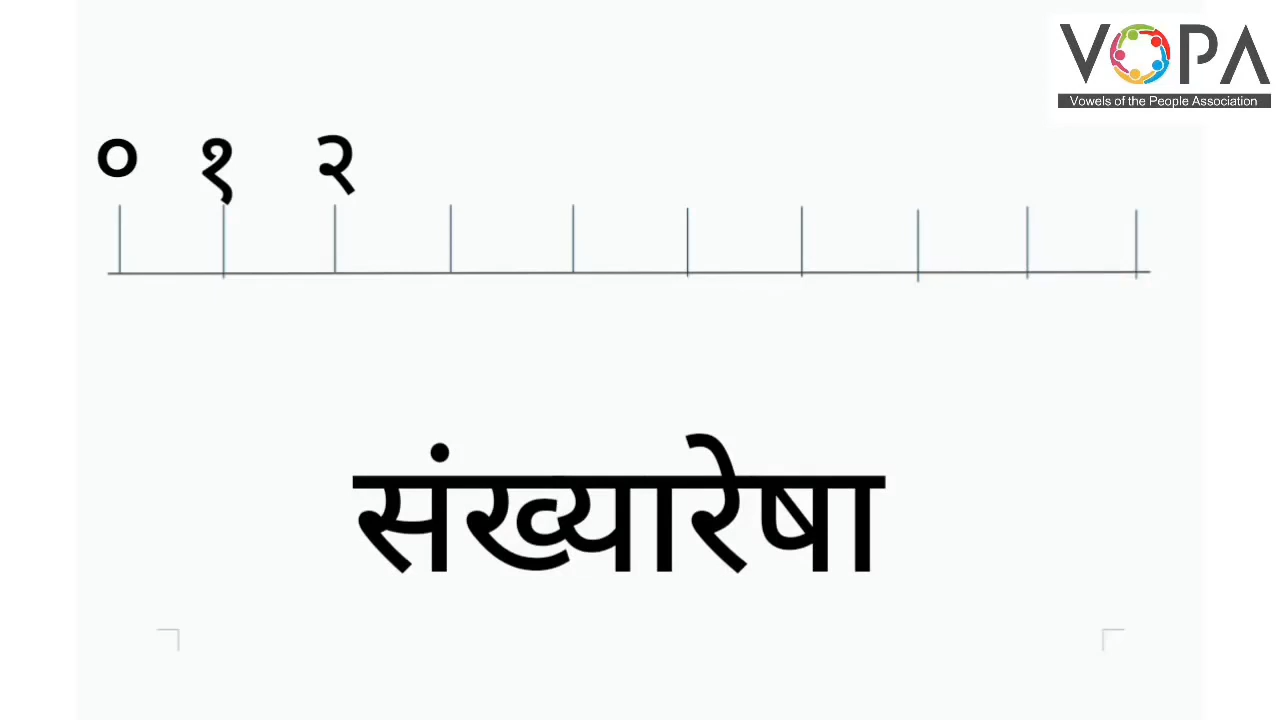 VOPA
Vowels of the People Association
० १ २
संख्यारेषा